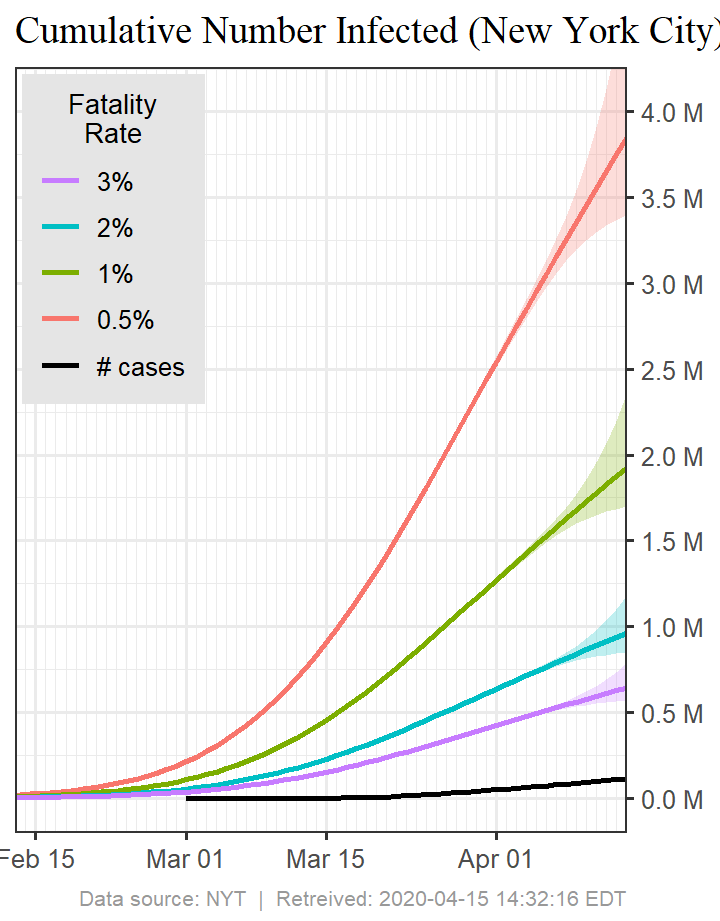 Cumulative Number Infected (New York City)
Fatality
Rate
3%
2%
1%
0.5%
# cases
4.0 M
3.5 M
3.0 M
2.5 M
2.0 M
1.5 M
1.0 M
0.5 M
0.0 M
Feb 15 Mar 01 Mar 15 Apr 01
Data source: NYT | Retreived: 2020-04-15 14:32:16 EDT